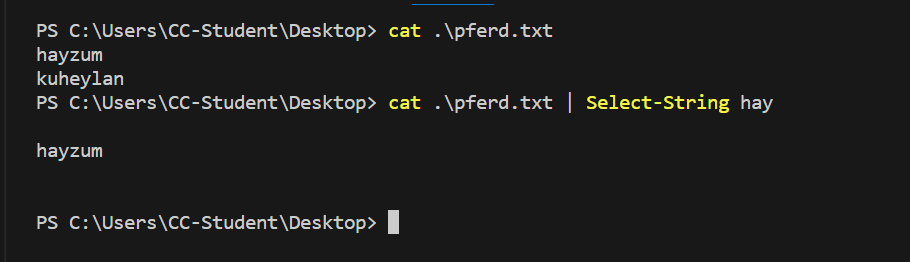 PS C:\Users\CC-Student\Desktop> cat .\pferd.txt
hayzum
kuheylan
PS C:\Users\CC-Student\Desktop> cat .\pferd.txt | Select-String hay
hayzum
PS C:\Users\CC-Student\Desktop>